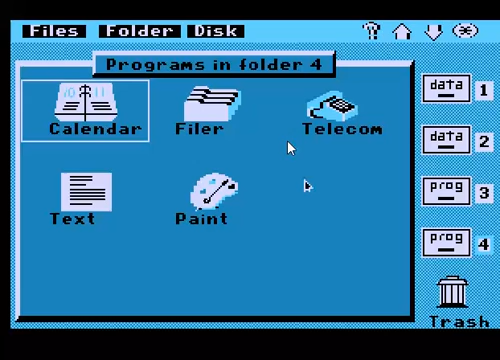 Files Folder Disk
Programs in folder 4
Calendar Filer Telecom
Text Paint
data 1
data 2
prog 3
prog 4
Trash